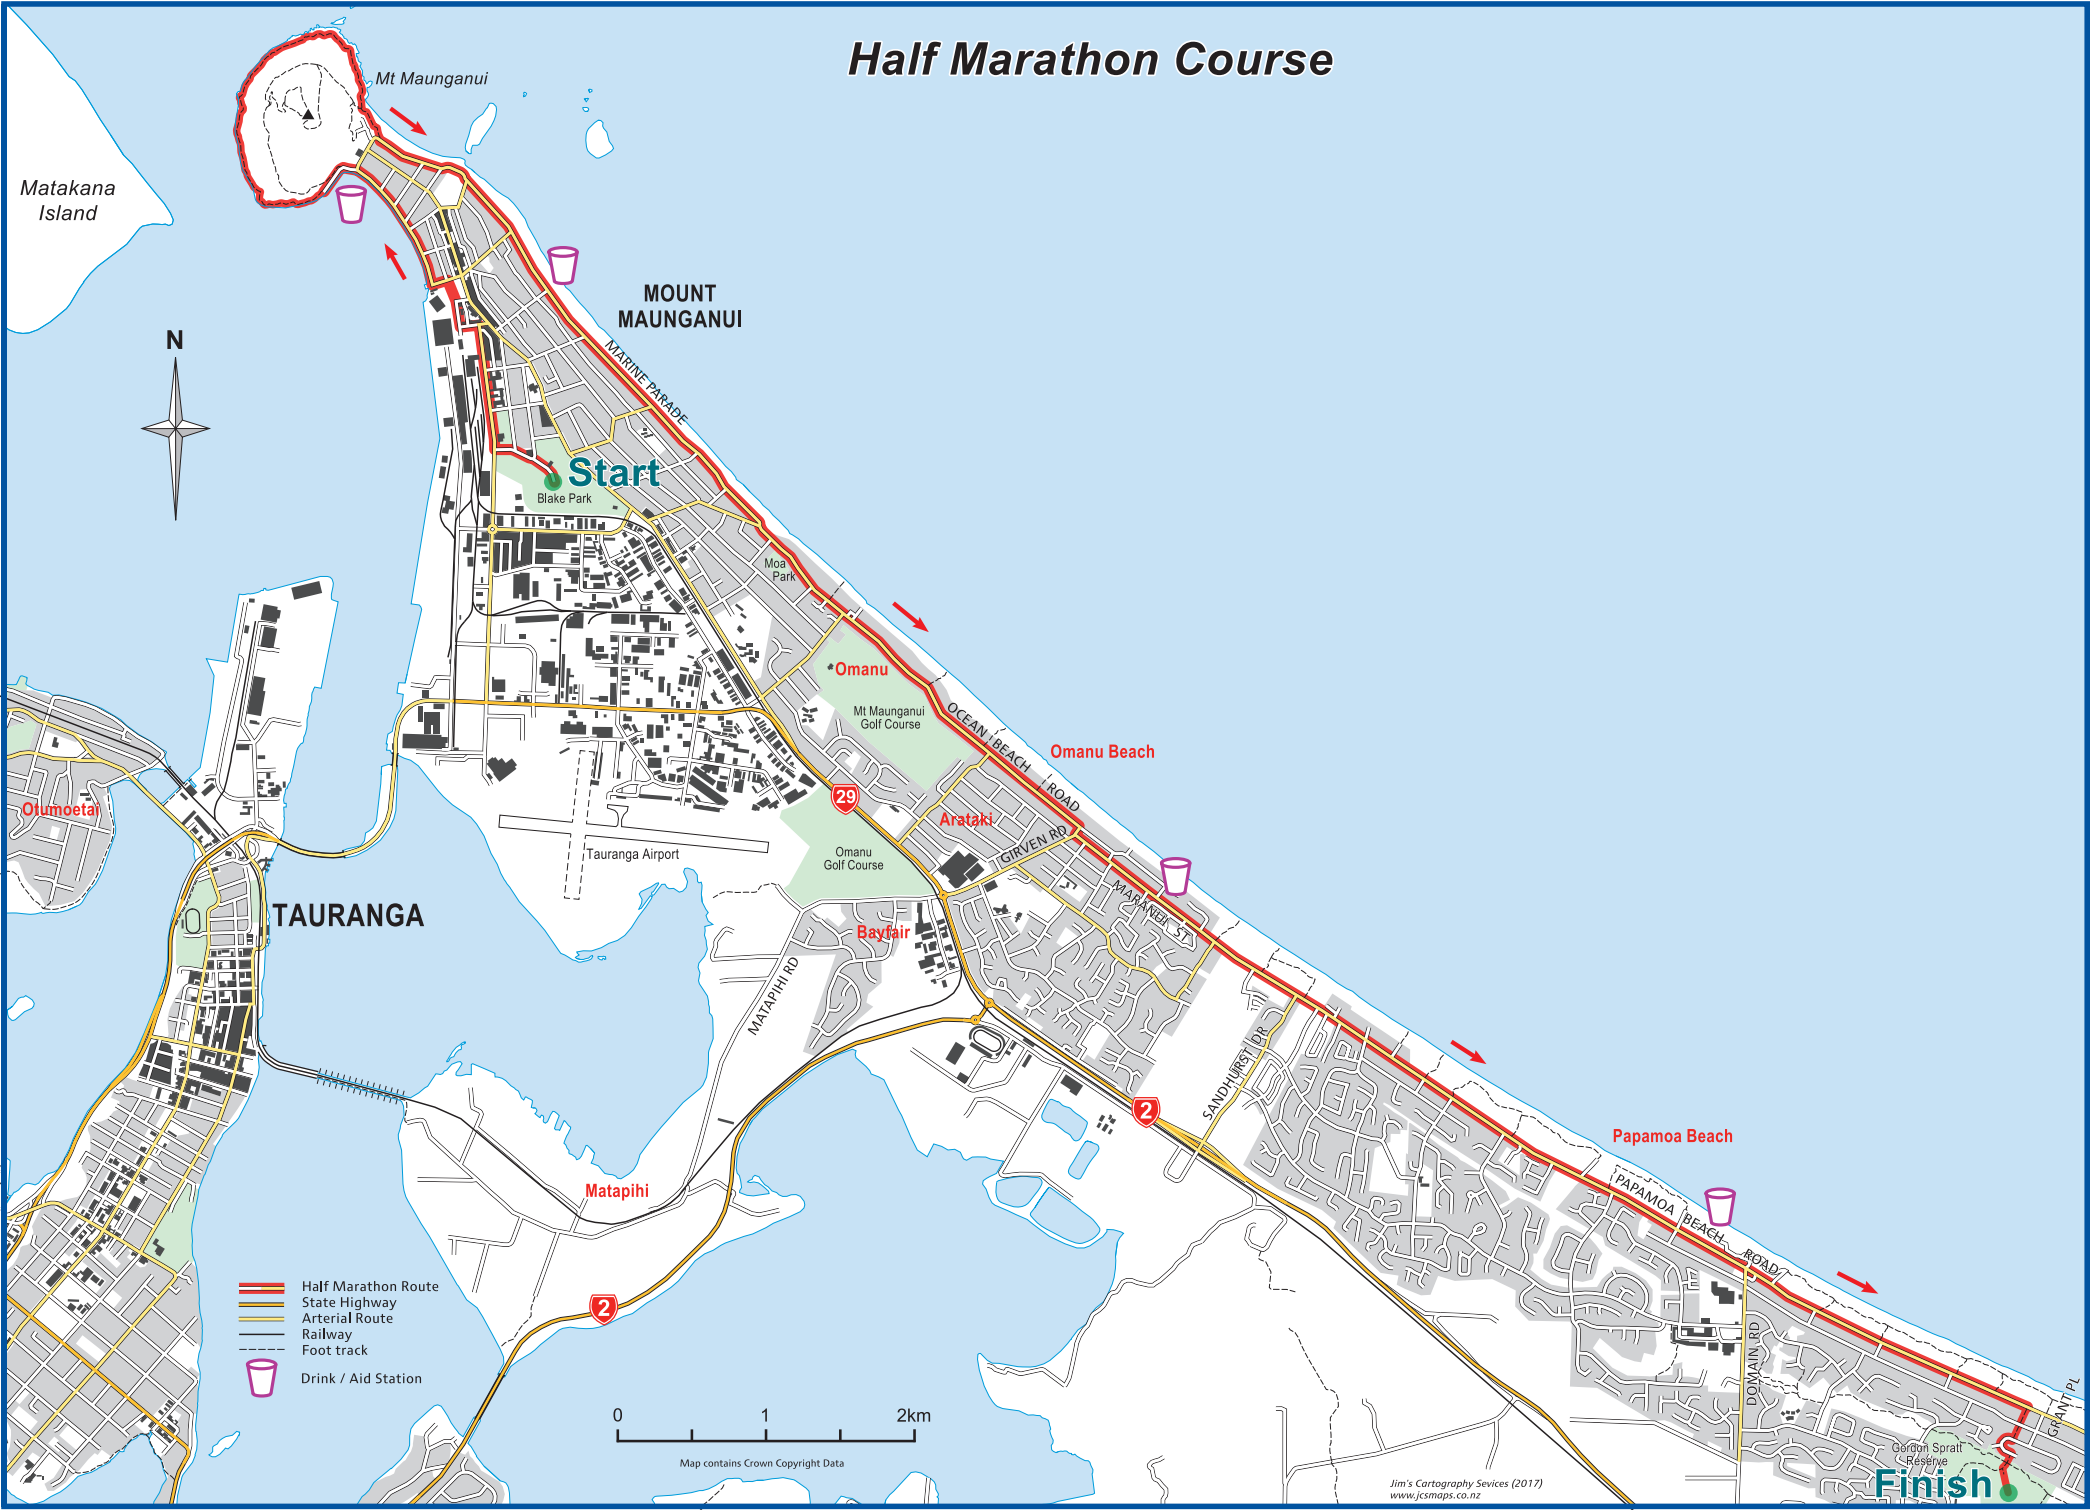 Half Marathon Course
Mt Maunganui
Matakana
Island
MOUNT
MAUNGANUI
N
MARINE PARADE
Start
Blake Park
Moa
Park
Omanu
Mt Maunganui
Golf Course
OCEAN BEACH ROAD
Omanu Beach
29
Otumoetai
Arataki
GIRVEN RD
Tauranga Airport
Omanu
Golf Course
MARANUI ST
TAURANGA
Bayfair
MATAPIHI RD
SANDHURST DR
2
Papamoa Beach
PAPAMOA BEACH ROAD
Matapihi
2
Half Marathon Route
State Highway
Arterial Route
Railway
Foot track
Drink / Aid Station
DOMAIN RD
GRANT PL
0 1 2km
Map contains Crown Copyright Data
Gordon Spratt
Reserve
Finish
Jim's Cartography Sevices (2017)
www.jcsmaps.co.nz